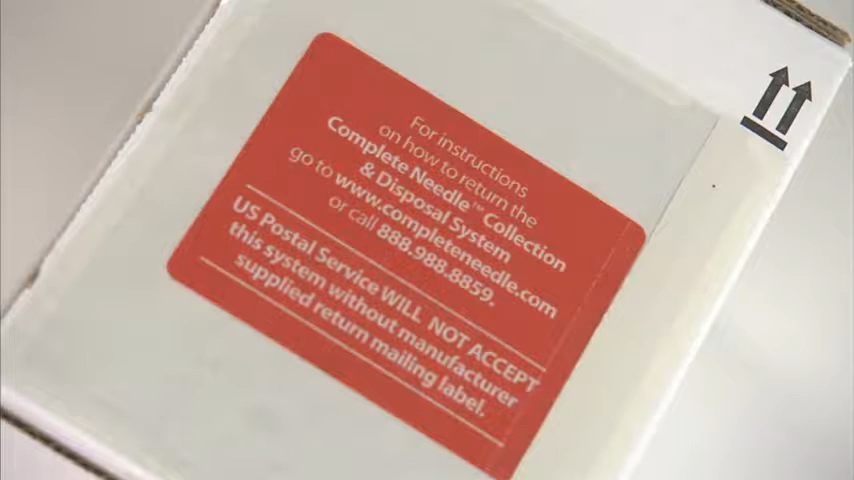 For instructions
on how to return the
Complete Needle™ Collection
& Disposal System
go to www.completeneedle.com
or call 888.988.8859.
US Postal Service WILL NOT ACCEPT
this system without manufacturer
supplied return mailing label.